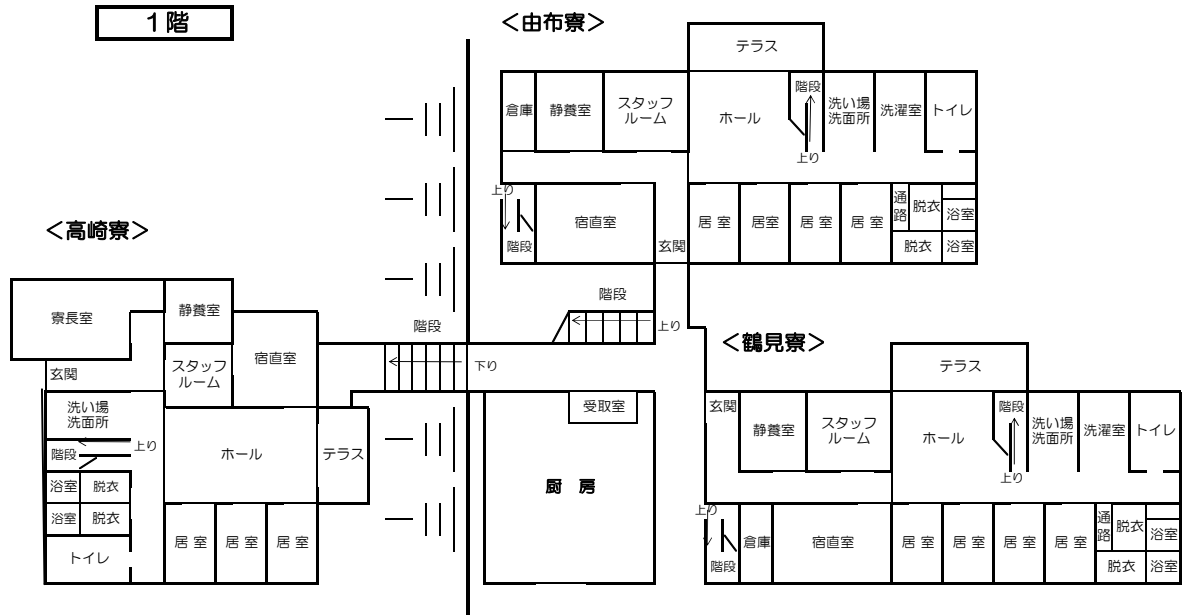 １階
＜由布寮＞
テラス
倉庫
静養室
スタッフ
ルーム
ホール
階段
上り
洗い場
洗面所
洗濯室
トイレ
上り
階段
宿直室
玄関
居 室
居室
居 室
居 室
通
路
脱衣
浴室
脱衣
浴室
階段
上り
＜高崎寮＞
寮長室
静養室
スタッフ
ルーム
宿直室
玄関
洗い場
洗面所
上り
階段
浴室
脱衣
浴室
脱衣
トイレ
ホール
テラス
居 室
居 室
居 室
階段
下り
受取室
厨 房
＜鶴見寮＞
テラス
玄関
静養室
スタッフ
ルーム
ホール
階段
上り
洗い場
洗面所
洗濯室
トイレ
上り
階段
倉庫
宿直室
居 室
居 室
居 室
居 室
通
路
脱衣
浴室
脱衣
浴室